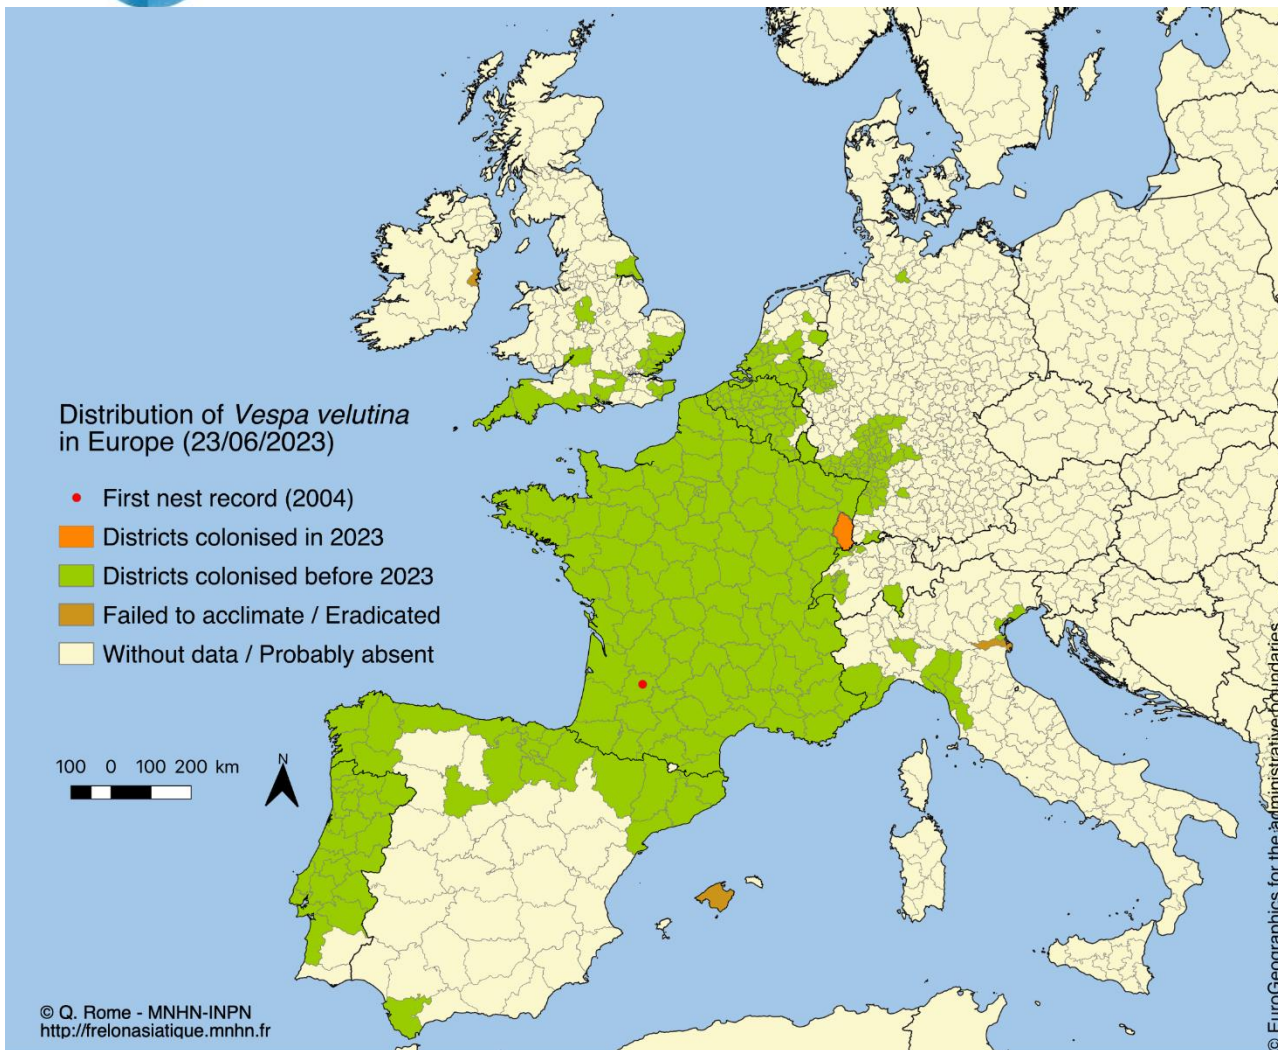 Distribution of Vespa velutina
in Europe (23/06/2023)
First nest record (2004)
Districts colonised in 2023
Districts colonised before 2023
Failed to acclimate / Eradicated
Without data / Probably absent
100 0 100 200 km
N
© Q. Rome - MNHN-INPN
http://frelonasiatique.mnhn.fr
© EuroGeographics for the administrative boundaries